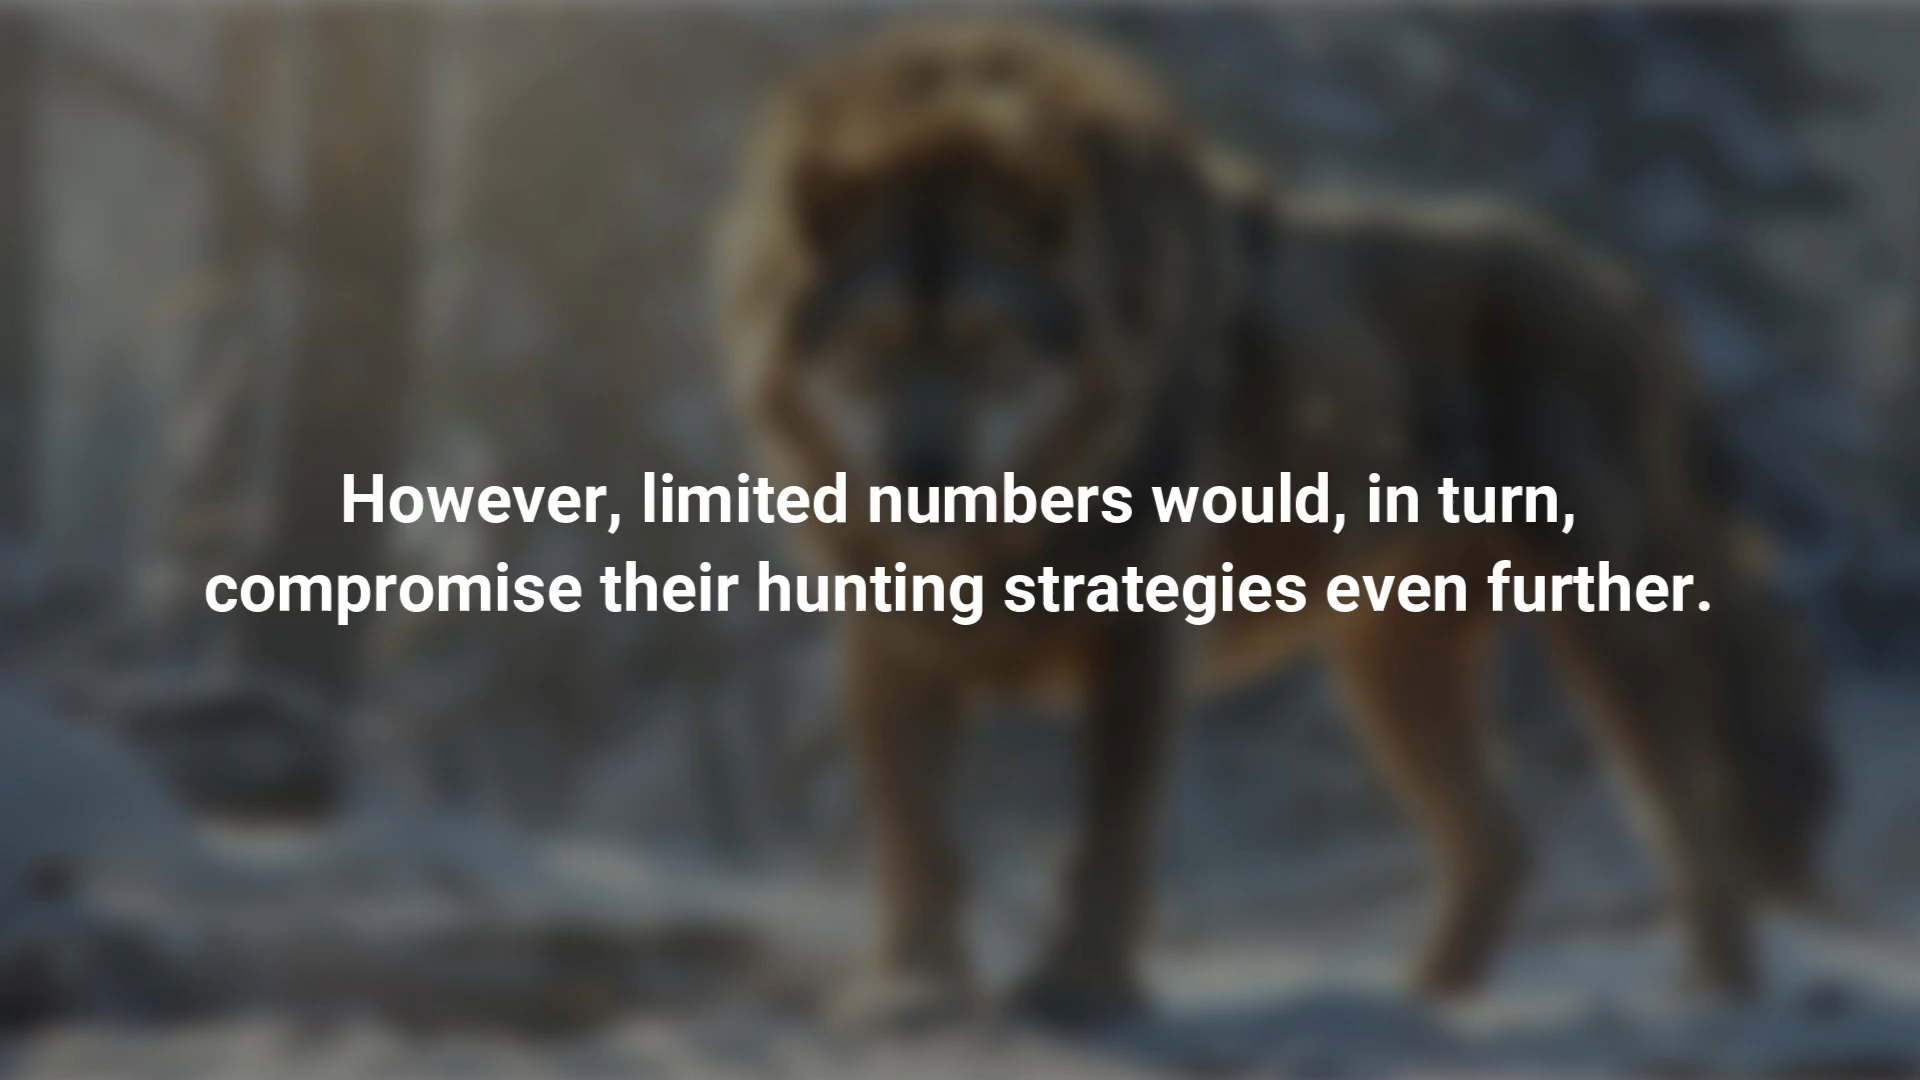 However, limited numbers would, in turn,
compromise their hunting strategies even further.